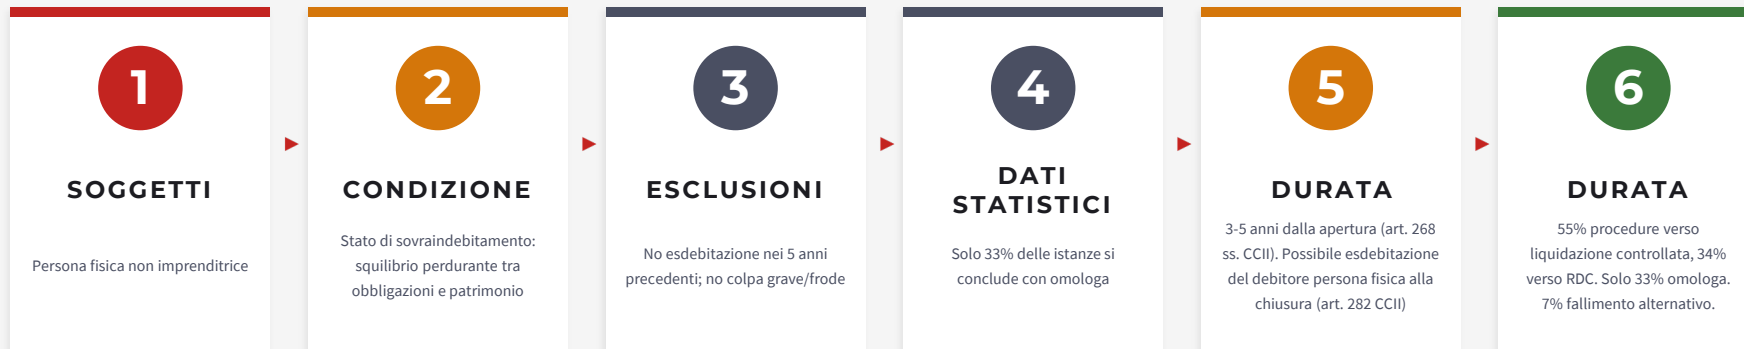 1
SOGGETTI
Persona fisica non imprenditrice
2
CONDIZIONE
Stato di sovraindebitamento:
squilibrio perdurante tra
obbligazioni e patrimonio
3
ESCLUSIONI
No esdebitazione nei 5 anni
precedenti; no colpa grave/frode
4
DATI
STATISTICI
Solo 33% delle istanze si
conclude con omologa
5
DURATA
3-5 anni dalla apertura (art. 268
ss. CCII). Possibile esdebitazione
del debitore persona fisica alla
chiusura (art. 282 CCII)
6
DURATA
55% procedure verso
liquidazione controllata, 34%
verso RDC. Solo 33% omologa.
7% fallimento alternativo.